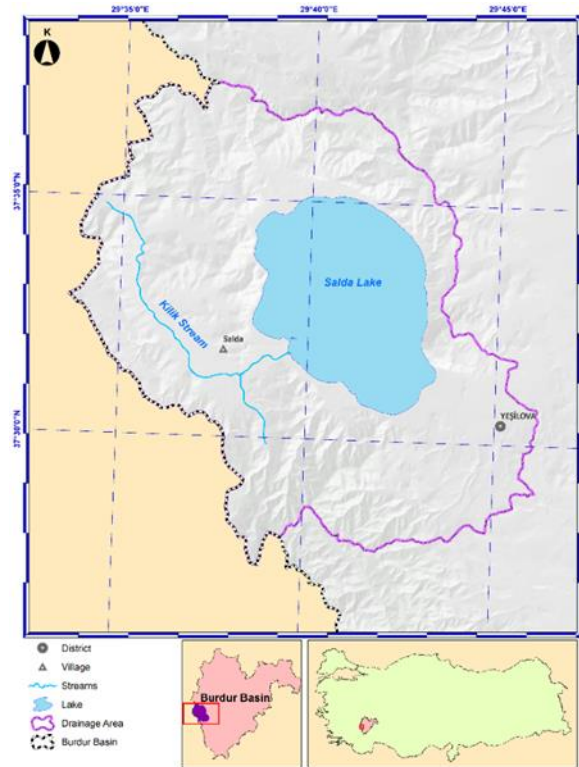 29°35'0"E
29°40'0"E
29°45'0"E
K
37°35'0"N
Salda Lake
Kilik Stream
Salda
YEŞİLOVA
37°30'0"N
District
Village
Streams
Lake
Drainage Area
Burdur Basin
Burdur Basin